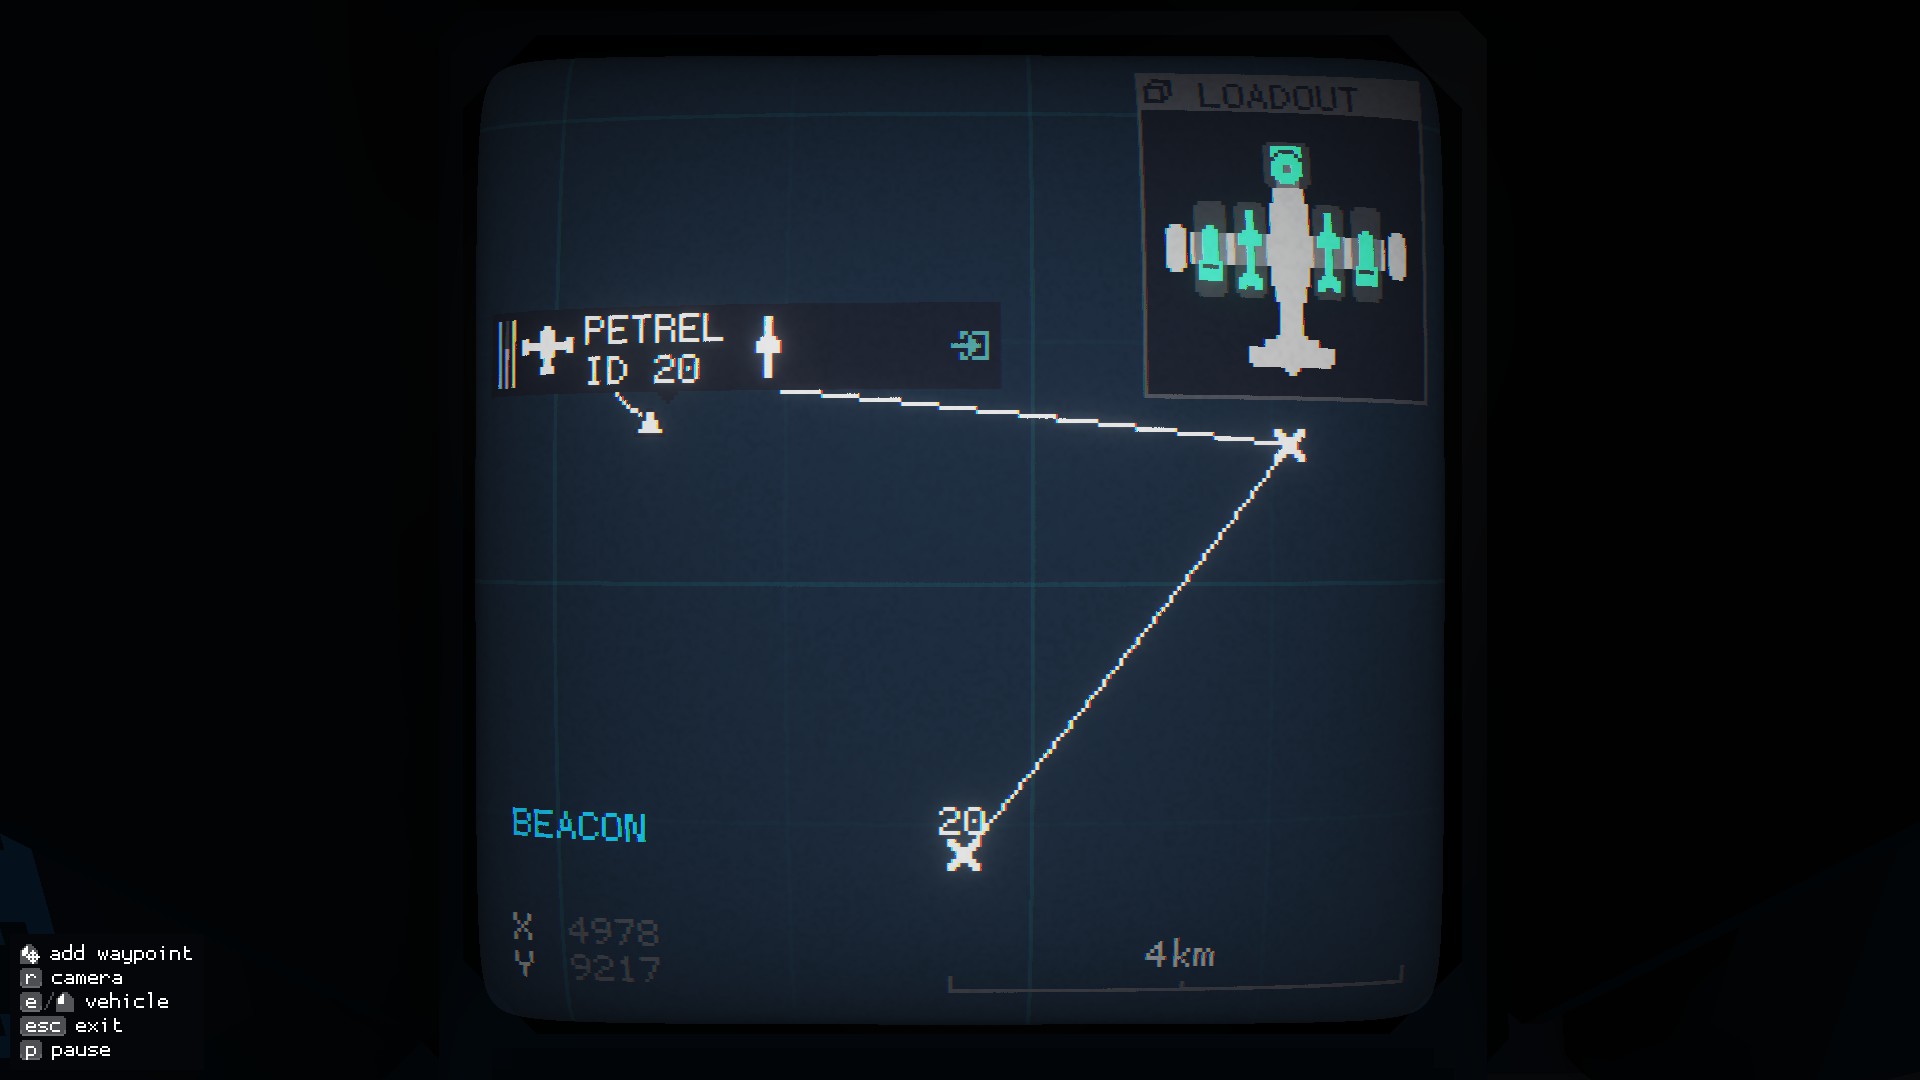 LOADOUT
PETREL
ID 20
20
BEACON
X 4978
Y 9217
4km
add waypoint
r camera
e / vehicle
esc exit
p pause